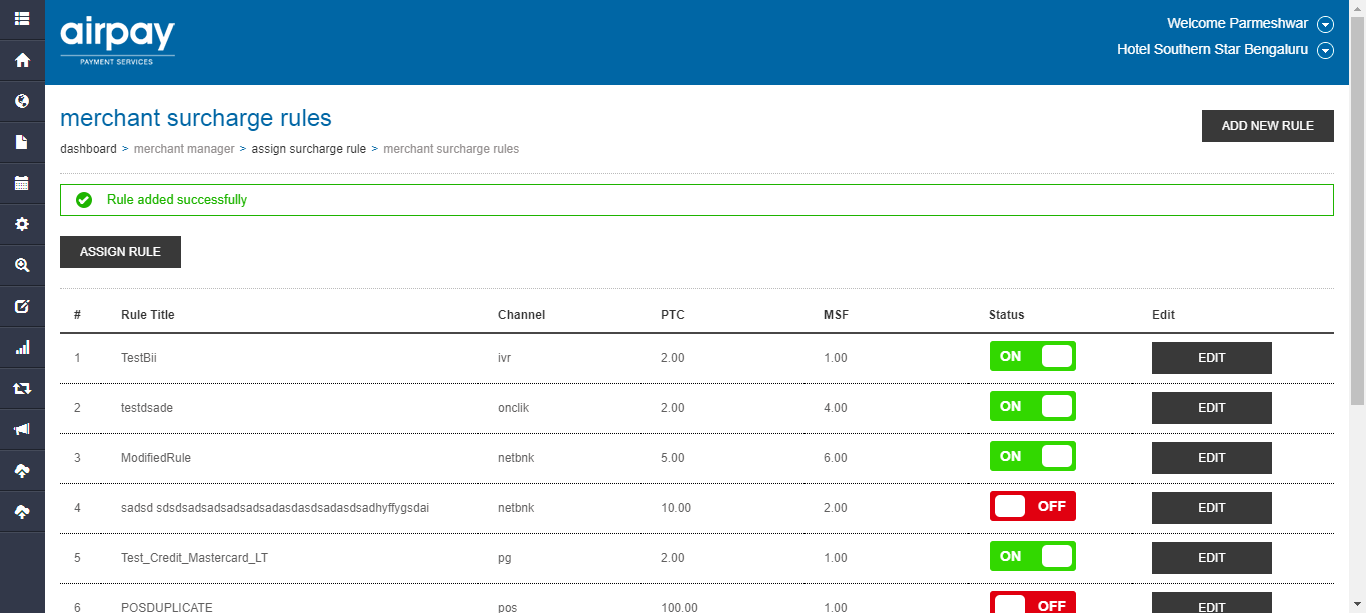 airpay
PAYMENT SERVICES
Welcome Parmeshwar
Hotel Southern Star Bengaluru
merchant surcharge rules
ADD NEW RULE
dashboard > merchant manager > assign surcharge rule > merchant surcharge rules
Rule added successfully
ASSIGN RULE
# Rule Title Channel PTC MSF Status Edit
1 TestBii ivr 2.00 1.00 ON EDIT
2 testdsade onclik 2.00 4.00 ON EDIT
3 ModifiedRule netbnk 5.00 6.00 ON EDIT
4 sadsd sdsdsadsadsadsadsadasdasdsadasdsadhyffygsdai netbnk 10.00 2.00 OFF EDIT
5 Test_Credit_Mastercard_LT pg 2.00 1.00 ON EDIT
6 POSDUPLICATE pos 100.00 1.00 OFF EDIT